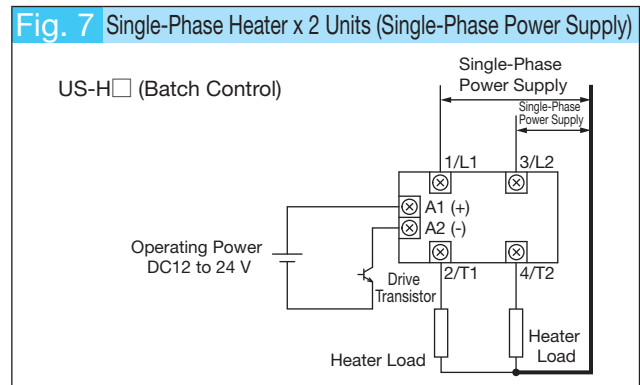 Fig. 7 Single-Phase Heater x 2 Units (Single-Phase Power Supply)
US-H□ (Batch Control)
Single-Phase
Power Supply
Single-Phase
Power Supply
1/L1
3/L2
A1 (+)
A2 (-)
Operating Power
DC12 to 24 V
Drive
Transistor
2/T1
4/T2
Heater Load
Heater
Load